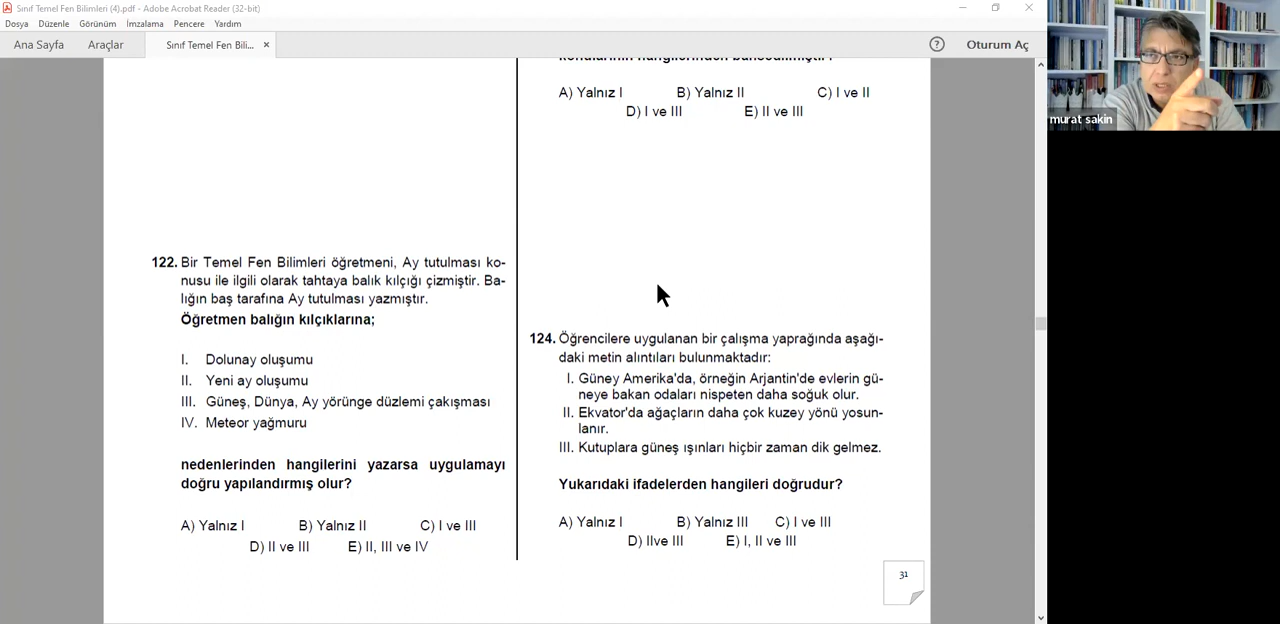 Sınıf Temel Fen Bilimleri (4).pdf - Adobe Acrobat Reader (32-bit)
Dosya Düzenle Görünüm İmzalama Pencere Yardım
Ana Sayfa Araçlar Sınıf Temel Fen Bili... × ? Oturum Aç
murat sakin
122. Bir Temel Fen Bilimleri öğretmeni, Ay tutulması ko-
nusu ile ilgili olarak tahtaya balık kılçığı çizmiştir. Ba-
lığın baş tarafına Ay tutulması yazmıştır.
Öğretmen balığın kılçıklarına;
I. Dolunay oluşumu
II. Yeni ay oluşumu
III. Güneş, Dünya, Ay yörünge düzlemi çakışması
IV. Meteor yağmuru
nedenlerinden hangilerini yazarsa uygulamayı
doğru yapılandırmış olur?
A) Yalnız I B) Yalnız II C) I ve III
D) II ve III E) II, III ve IV
konularının hangilerinden bahsedilmiştir?
A) Yalnız I B) Yalnız II C) I ve II
D) I ve III E) II ve III
124. Öğrencilere uygulanan bir çalışma yaprağında aşağı-
daki metin alıntıları bulunmaktadır:
I. Güney Amerika'da, örneğin Arjantin'de evlerin gü-
neye bakan odaları nispeten daha soğuk olur.
II. Ekvator'da ağaçların daha çok kuzey yönü yosun-
lanır.
III. Kutuplara güneş ışınları hiçbir zaman dik gelmez.
Yukarıdaki ifadelerden hangileri doğrudur?
A) Yalnız I B) Yalnız III C) I ve III
D) IIve III E) I, II ve III
31